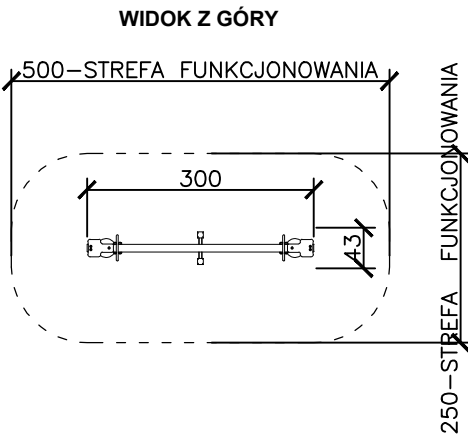 WIDOK Z GÓRY
500-STREFA FUNKCJONOWANIA
300
43
250-STREFA FUNKCJONOWANIA